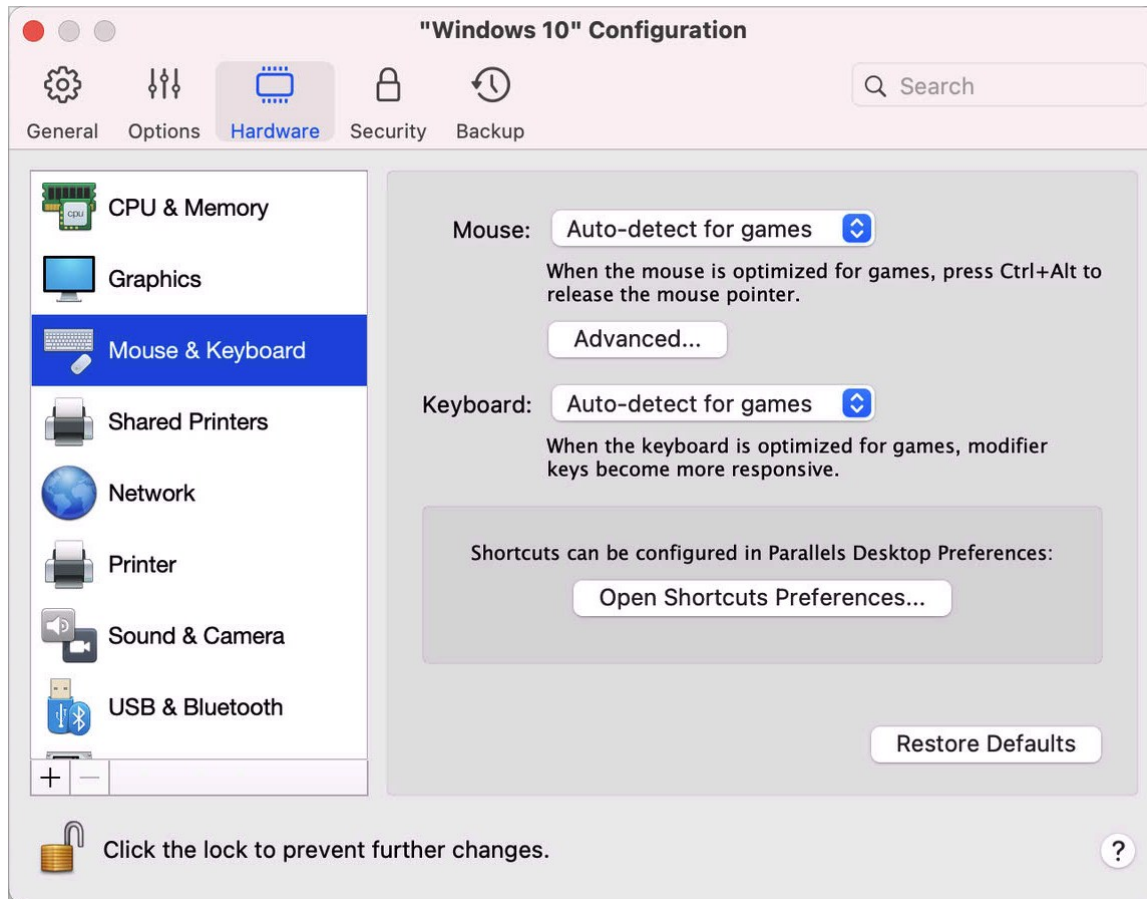 "Windows 10" Configuration
General
Options
Hardware
Security
Backup
Search
CPU & Memory
cpu
Graphics
Mouse & Keyboard
Shared Printers
Network
Printer
Sound & Camera
USB & Bluetooth
Mouse: Auto-detect for games
When the mouse is optimized for games, press Ctrl+Alt to
release the mouse pointer.
Advanced...
Keyboard: Auto-detect for games
When the keyboard is optimized for games, modifier
keys become more responsive.
Shortcuts can be configured in Parallels Desktop Preferences:
Open Shortcuts Preferences...
Restore Defaults
Click the lock to prevent further changes.
?